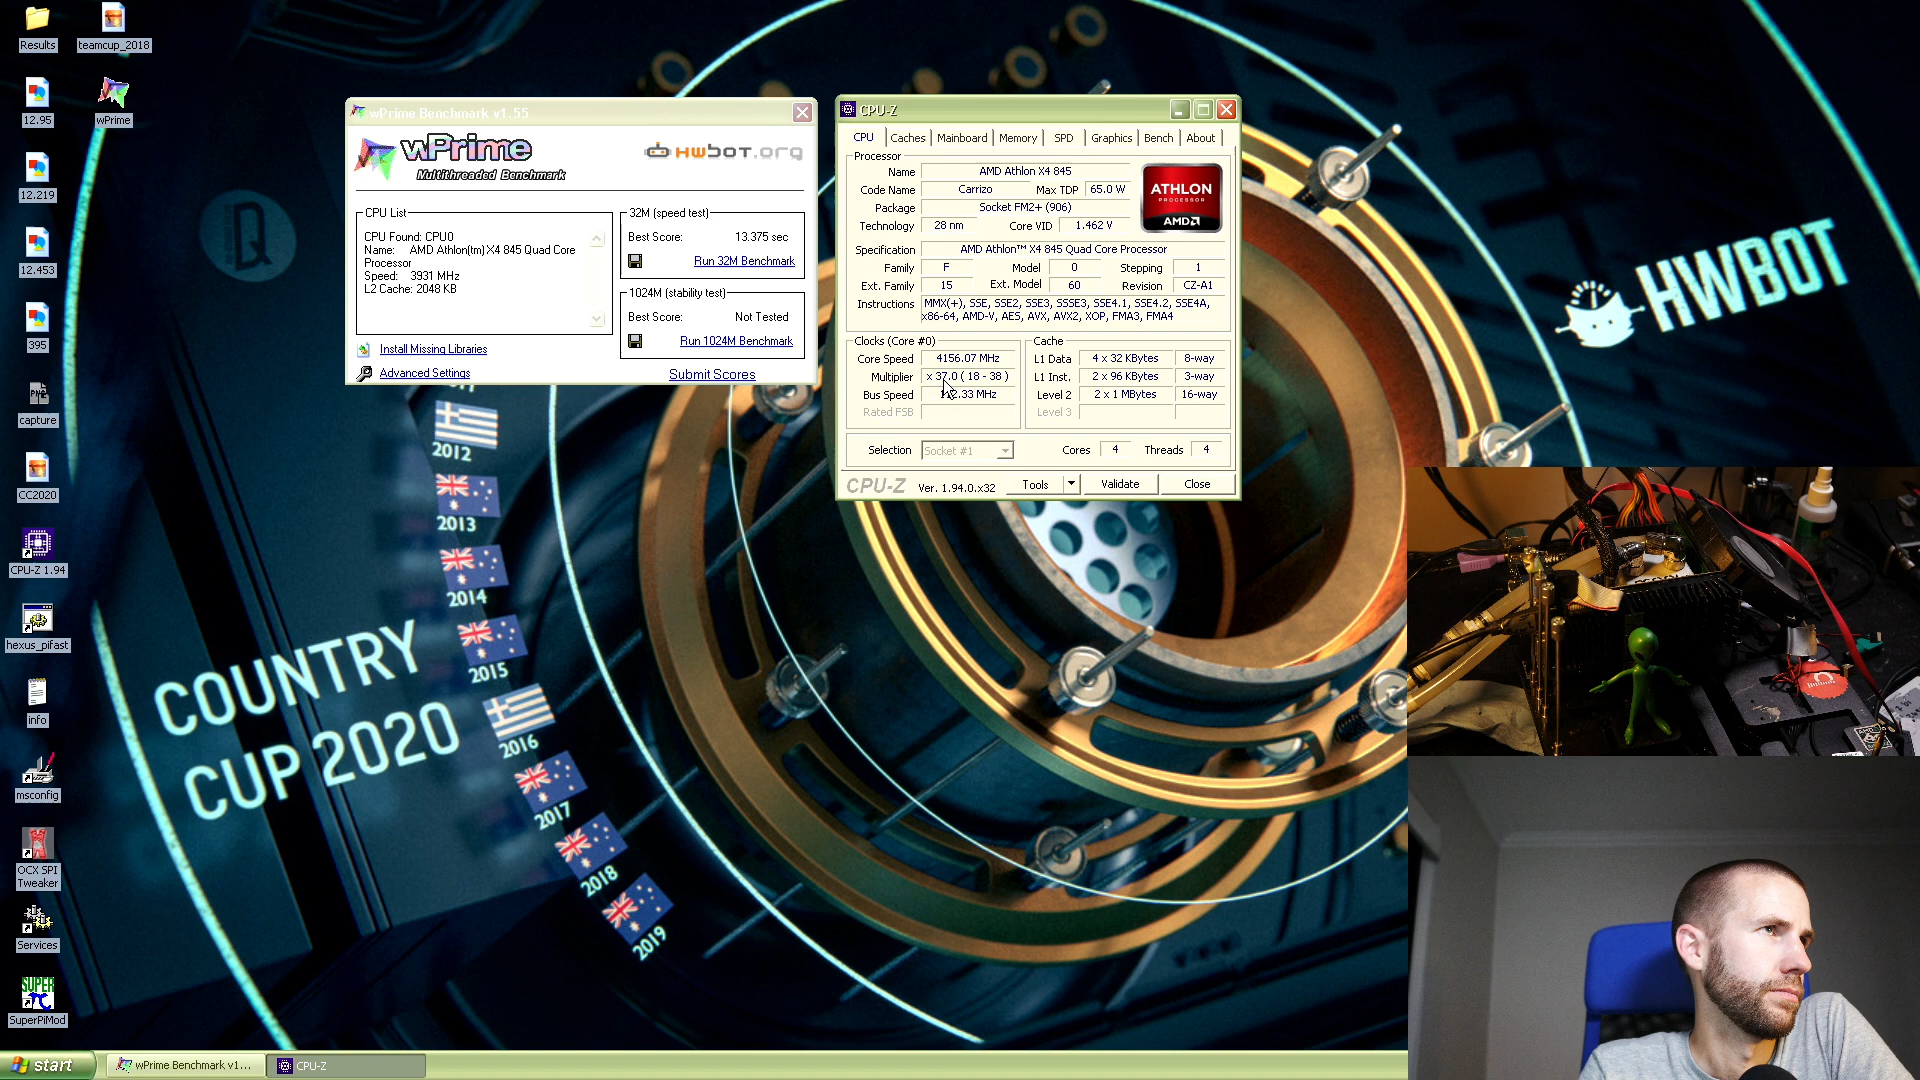 Results
teamcup_2018
12.95
wPrime
12.219
12.453
395
capture
CC2020
CPU-Z 1.94
hexus_pifast
info
msconfig
OCX SPI
Tweaker
Services
SuperPiMod
wPrime Benchmark v1.55
wPrime
Multithreaded Benchmark
HWBOT.ORG
CPU List
CPU Found: CPU0
Name: AMD Athlon(tm) X4 845 Quad Core
Processor
Speed: 3931 MHz
L2 Cache: 2048 KB
32M (speed test)
Best Score: 13.375 sec
Run 32M Benchmark
1024M (stability test)
Best Score: Not Tested
Run 1024M Benchmark
Install Missing Libraries
Advanced Settings
Submit Scores
CPU-Z
CPU Caches Mainboard Memory SPD Graphics Bench About
Processor
Name AMD Athlon X4 845
Code Name Carrizo Max TDP 65.0 W
Package Socket FM2+ (906)
Technology 28 nm Core VID 1.462 V
ATHLON
PROCESSOR
AMD
Specification AMD Athlon™ X4 845 Quad Core Processor
Family F Model 0 Stepping 1
Ext. Family 15 Ext. Model 60 Revision CZ-A1
Instructions MMX(+), SSE, SSE2, SSE3, SSSE3, SSE4.1, SSE4.2, SSE4A,
x86-64, AMD-V, AES, AVX, AVX2, XOP, FMA3, FMA4
Clocks (Core #0)
Core Speed 4156.07 MHz
Multiplier x 37.0 ( 18 - 38 )
Bus Speed 112.33 MHz
Rated FSB
Cache
L1 Data 4 x 32 KBytes 8-way
L1 Inst. 2 x 96 KBytes 3-way
Level 2 2 x 1 MBytes 16-way
Level 3
Selection Socket #1 Cores 4 Threads 4
CPU-Z Ver. 1.94.0.x32 Tools Validate Close
HWBOT
COUNTRY
CUP 2020
2012
2013
2014
2015
2016
2017
2018
2019
start
wPrime Benchmark v1...
CPU-Z